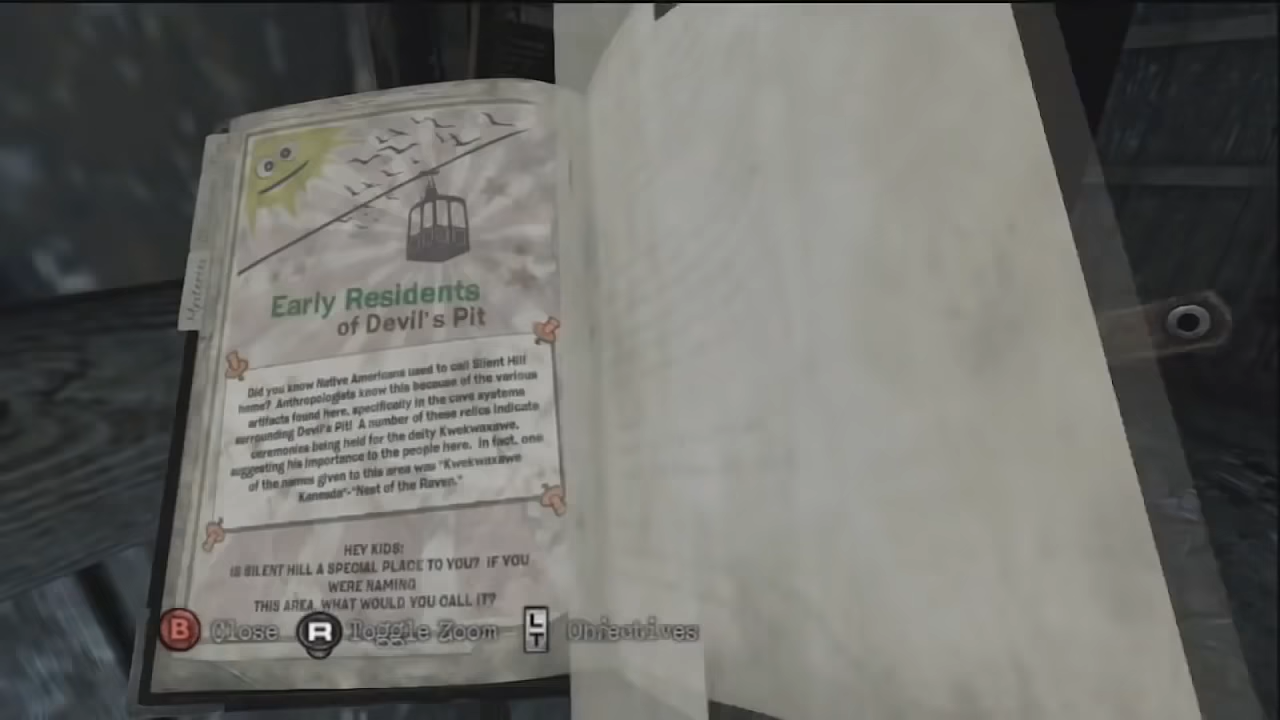 Early Residents
of Devil's Pit
Did you know Native Americans used to call Silent Hill
home? Anthropologists know this because of the various
artifacts found here, specifically in the cave systems
surrounding Devil's Pit! A number of these relics indicate
ceremonies being held for the deity Kwekwaxawe,
suggesting his importance to the people here. In fact, one
of the names given to this area was "Kwekwaxawe
Kanesda"-"Nest of the Raven."
HEY KIDS!
IS SILENT HILL A SPECIAL PLACE TO YOU? IF YOU
WERE NAMING
THIS AREA, WHAT WOULD YOU CALL IT?
B Close R Toggle Zoom LT Objectives